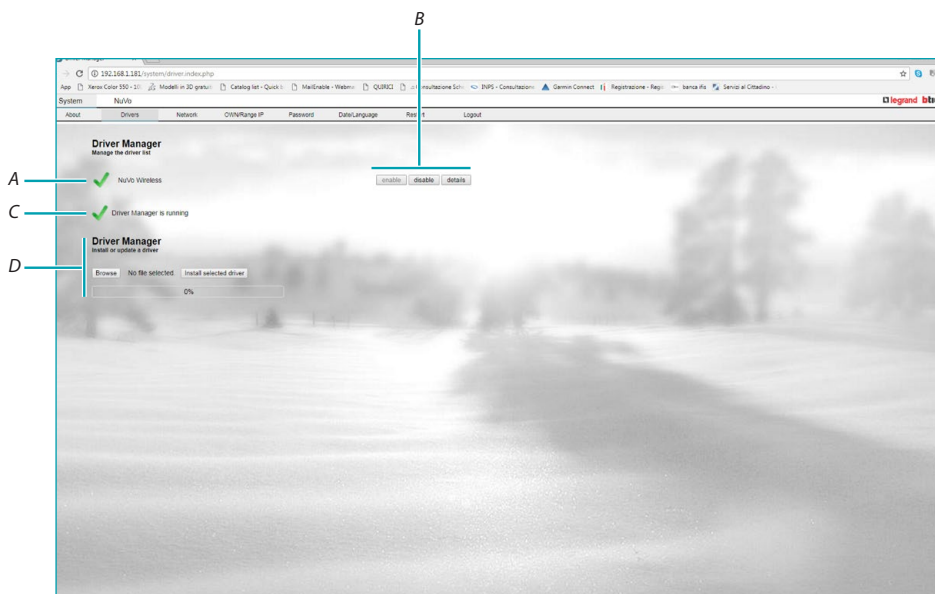 B
192.168.1.181/system/driver.index.php
App Xerox Color 550 - 1 Modelli in 3D gratuiti Catalog list - Quick MailEnable - Webm QUIRICI Consultazione Sch INPS - Consultazione Garmin Connect Registrazione - Regi banca ifis Servizi al Cittadino -
System NuVo legrand
About Drivers Network OWN/Range IP Password Date/Language Logout
Driver Manager
Manage the driver list
A
NuVo Wireless
enable disable details
C
Driver Manager is running
D
Driver Manager
Install or update a driver
Browse No file selected. Install selected driver
0%